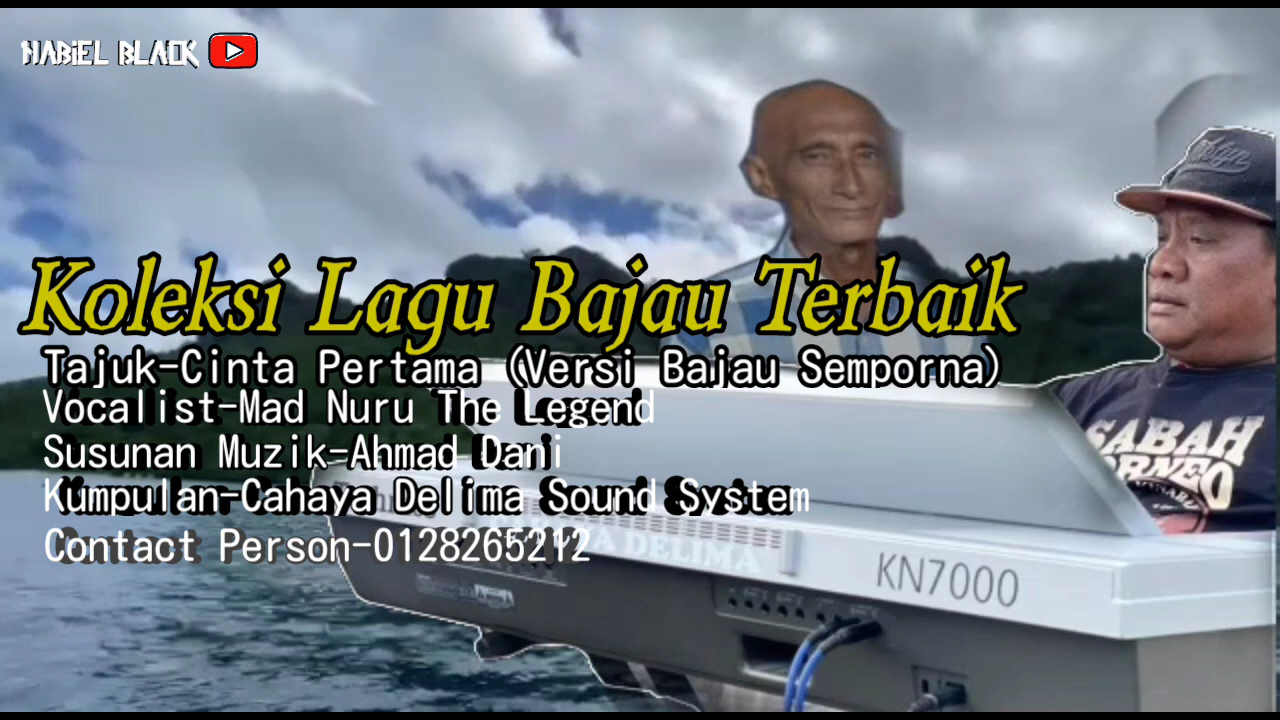 NABiEL BLACK
Koleksi Lagu Bajau Terbaik
Tajuk-Cinta Pertama (Versi Bajau Semporna)
Vocalist-Mad Nuru The Legend
Susunan Muzik-Ahmad Dani
Kumpulan-Cahaya Delima Sound System
Contact Person-0128265212
DELIMA
KN7000
SABAH